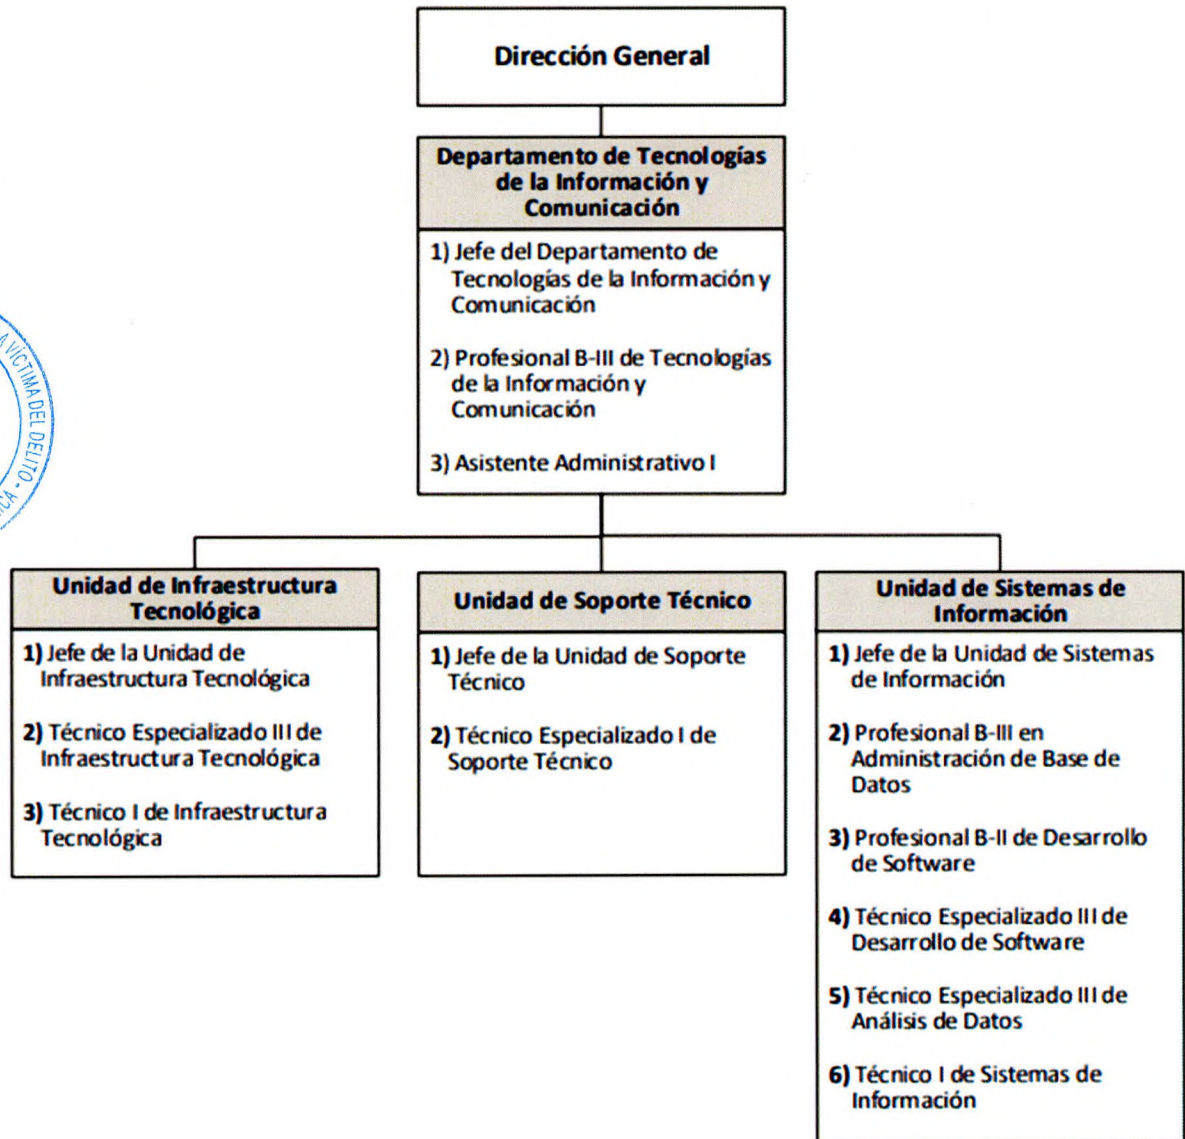 Dirección General
Departamento de Tecnologías
de la Información y
Comunicación
1) Jefe del Departamento de
Tecnologías de la Información y
Comunicación
2) Profesional B-III de Tecnologías
de la Información y
Comunicación
3) Asistente Administrativo I
A VÍCTIMA DEL DELITO
Unidad de Infraestructura
Tecnológica
1) Jefe de la Unidad de
Infraestructura Tecnológica
2) Técnico Especializado III de
Infraestructura Tecnológica
3) Técnico I de Infraestructura
Tecnológica
Unidad de Soporte Técnico
1) Jefe de la Unidad de Soporte
Técnico
2) Técnico Especializado I de
Soporte Técnico
Unidad de Sistemas de
Información
1) Jefe de la Unidad de Sistemas
de Información
2) Profesional B-III en
Administración de Base de
Datos
3) Profesional B-II de Desarrollo
de Software
4) Técnico Especializado III de
Desarrollo de Software
5) Técnico Especializado III de
Análisis de Datos
6) Técnico I de Sistemas de
Información